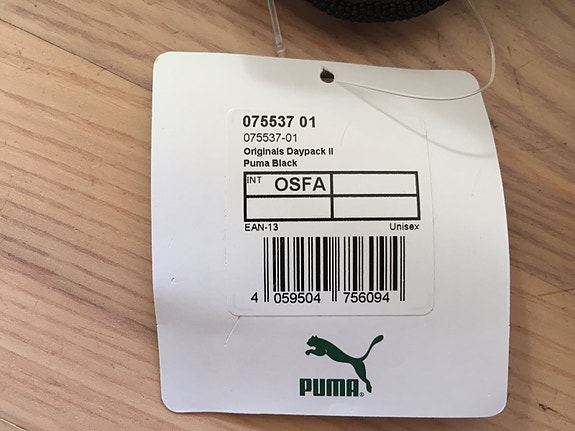 075537 01
075537-01
Originals Daypack II
Puma Black
INT OSFA
EAN-13 Unisex
4 059504 756094
PUMA®